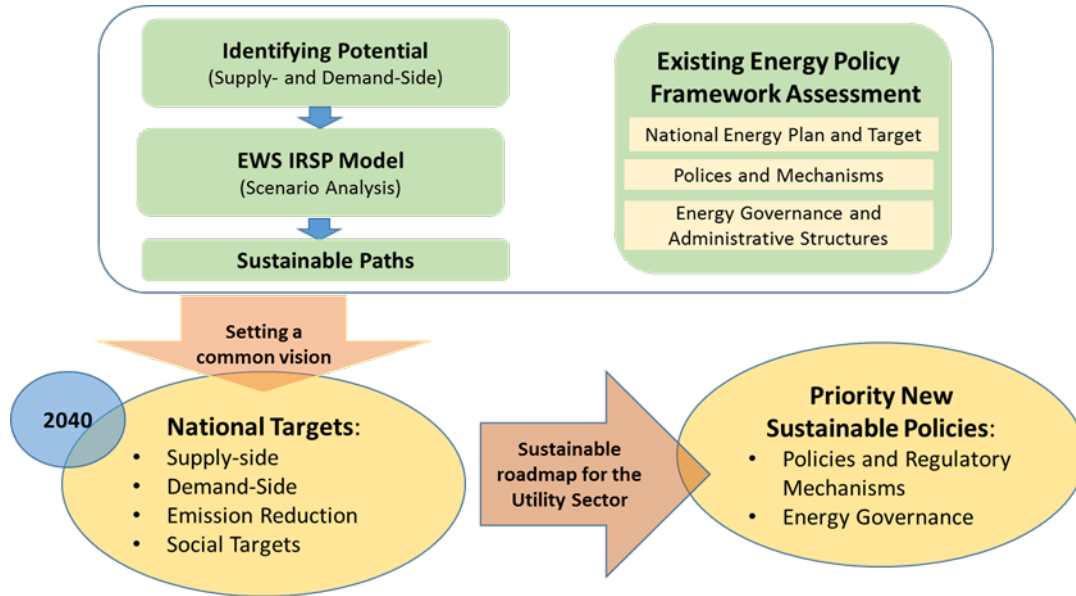 Identifying Potential
(Supply- and Demand-Side)
EWS IRSP Model
(Scenario Analysis)
Sustainable Paths
Existing Energy Policy
Framework Assessment
National Energy Plan and Target
Polices and Mechanisms
Energy Governance and
Administrative Structures
Setting a
common vision
2040
National Targets:
• Supply-side
• Demand-Side
• Emission Reduction
• Social Targets
Sustainable
roadmap for the
Utility Sector
Priority New
Sustainable Policies:
• Policies and Regulatory
Mechanisms
• Energy Governance